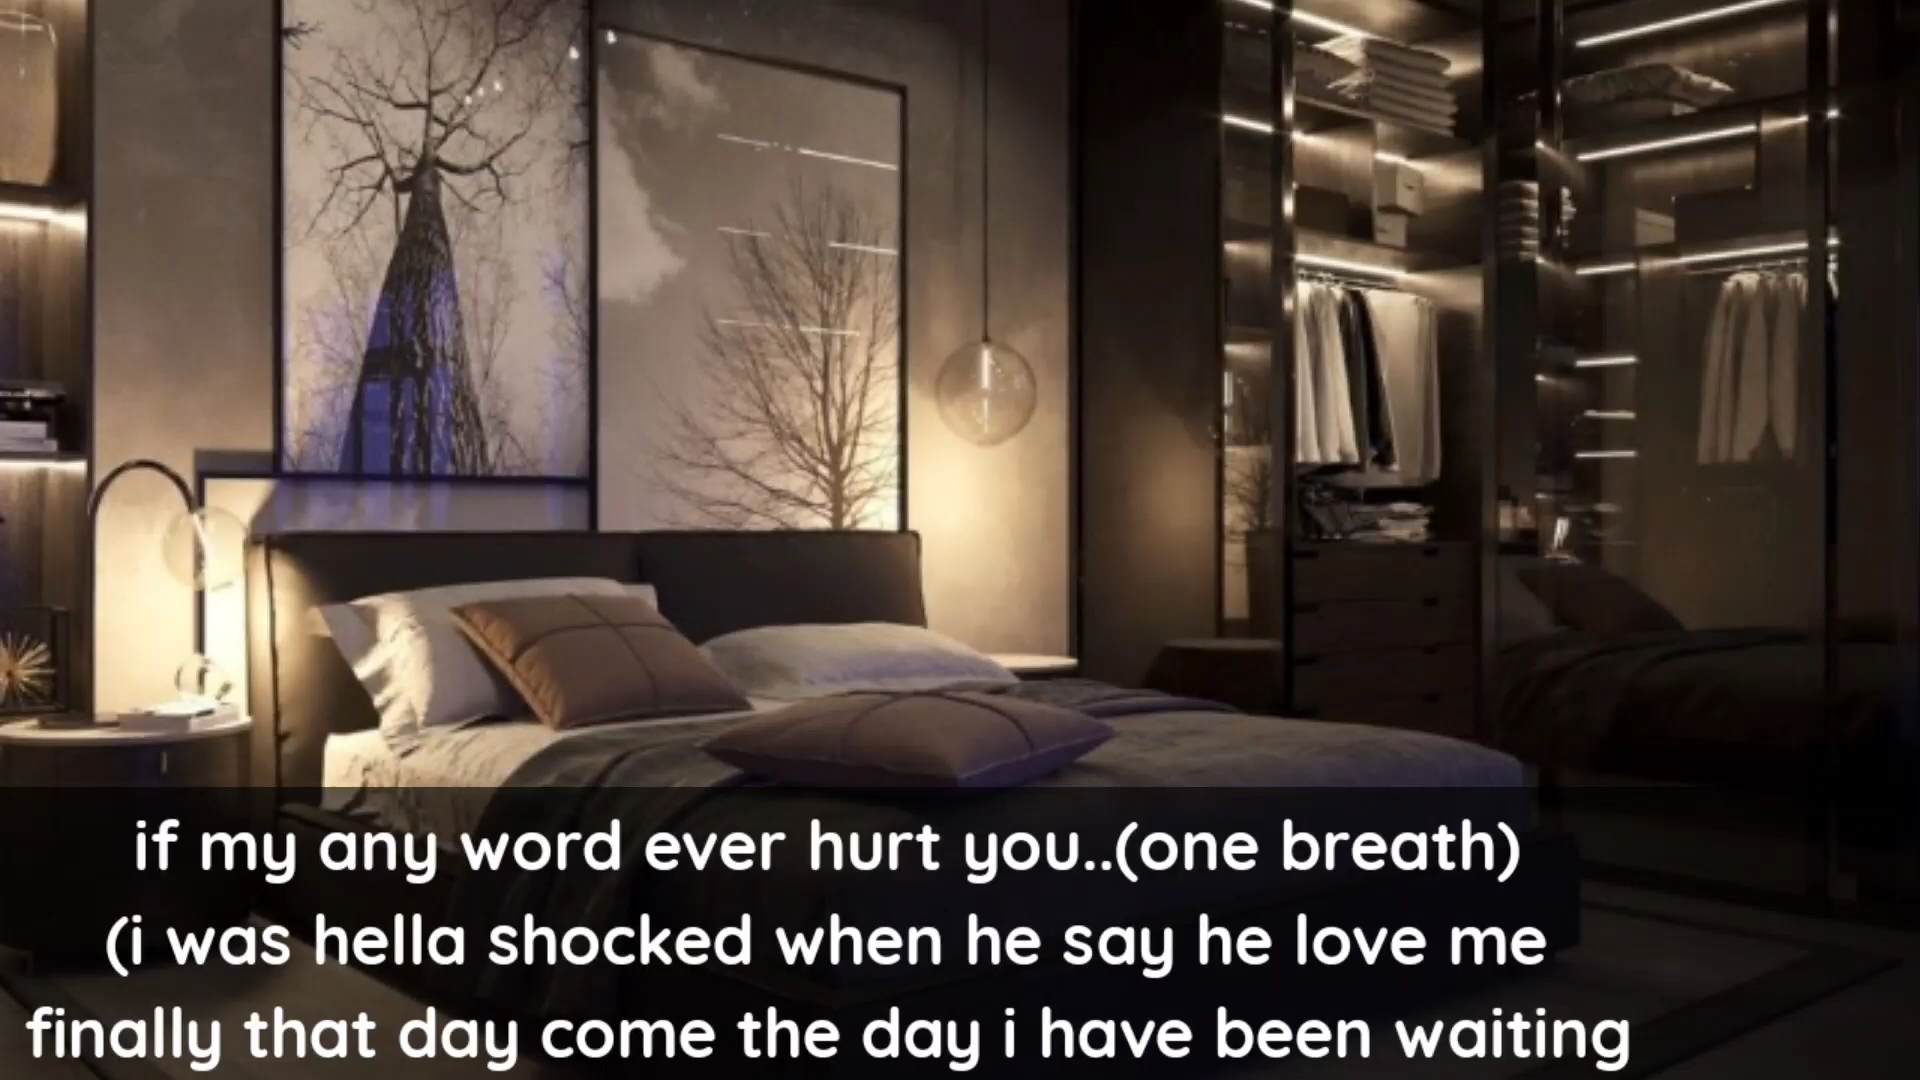 if my any word ever hurt you..(one breath)
(i was hella shocked when he say he love me
finally that day come the day i have been waiting